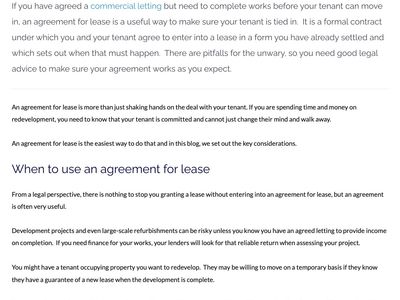 If you have agreed a commercial letting but need to complete works before your tenant can move
in, an agreement for lease is a useful way to make sure your tenant is tied in.  It is a formal contract
under which you and your tenant agree to enter into a lease in a form you have already settled and
which sets out when that must happen.  There are pitfalls for the unwary, so you need good legal
advice to make sure your agreement works as you expect.
An agreement for lease is more than just shaking hands on the deal with your tenant. If you are spending time and money on
redevelopment, you need to know that your tenant is committed and cannot just change their mind and walk away.
An agreement for lease is the easiest way to do that and in this blog, we set out the key considerations.
When to use an agreement for lease
From a legal perspective, there is nothing to stop you granting a lease without entering into an agreement for lease, but an agreement
is often very useful.
Development projects and even large-scale refurbishments can be risky unless you know you have an agreed letting to provide income
on completion.  If you need finance for your works, your lenders will look for that reliable return when assessing your project.
You might have a tenant occupying property you want to redevelop.  They may be willing to move on a temporary basis if they know
they have a guarantee of a new lease when the development is complete.